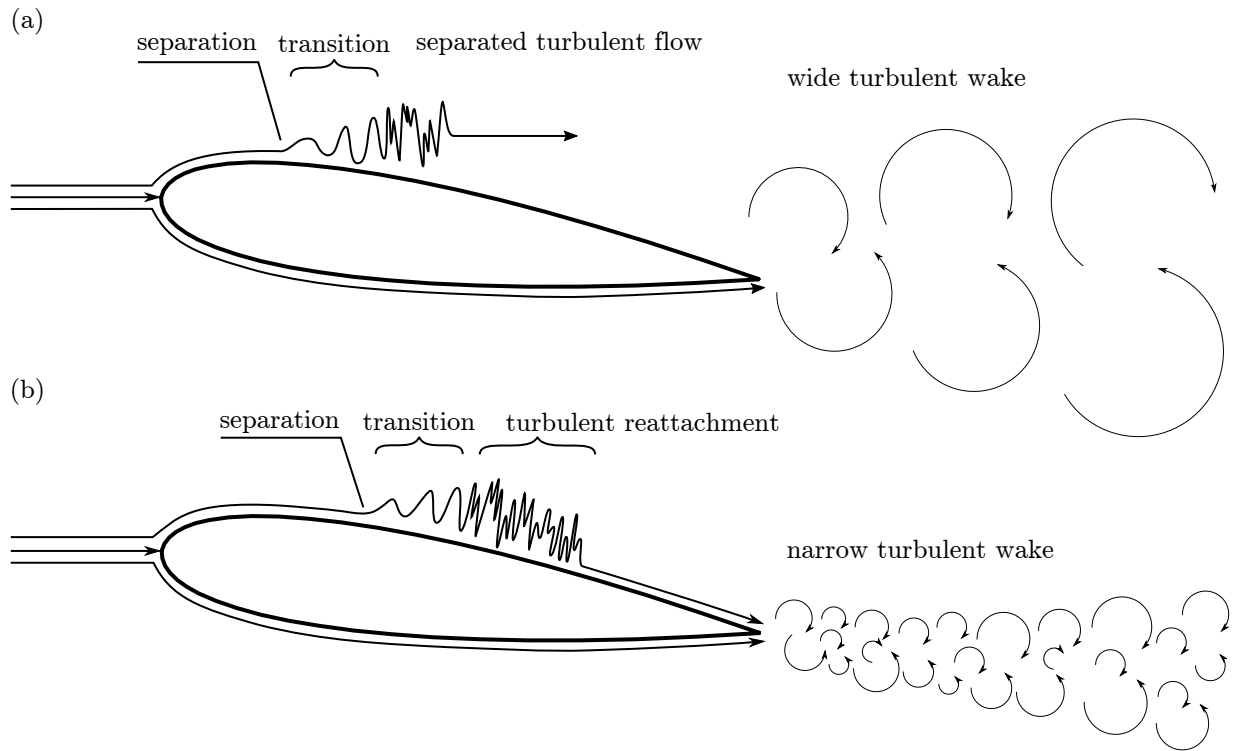 (a)
separation transition separated turbulent flow
wide turbulent wake
(b)
separation transition turbulent reattachment
narrow turbulent wake